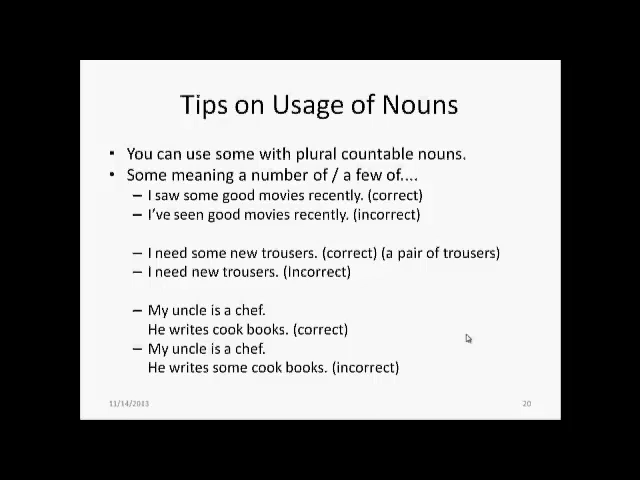 Tips on Usage of Nouns
• You can use some with plural countable nouns.
• Some meaning a number of / a few of....
– I saw some good movies recently. (correct)
– I've seen good movies recently. (incorrect)
– I need some new trousers. (correct) (a pair of trousers)
– I need new trousers. (Incorrect)
– My uncle is a chef.
He writes cook books. (correct)
– My uncle is a chef.
He writes some cook books. (incorrect)
11/14/2013
20